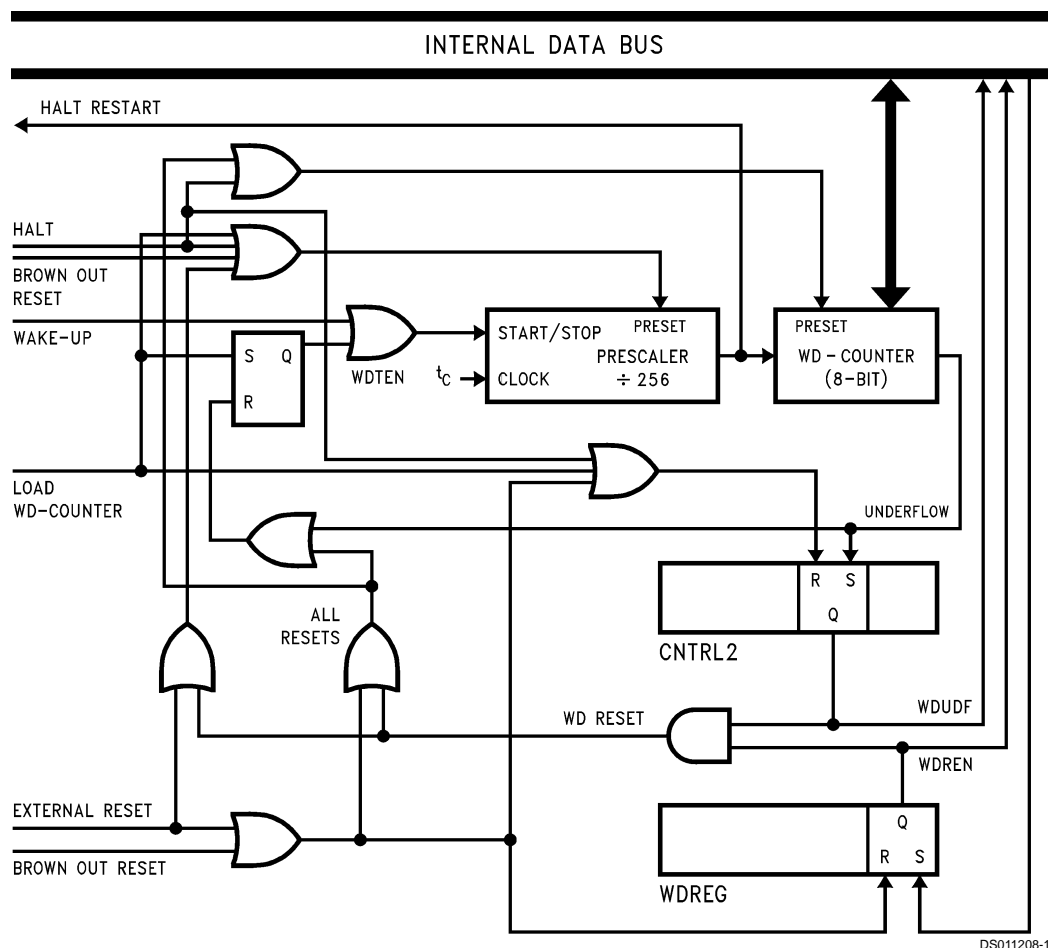 INTERNAL DATA BUS
HALT RESTART
HALT
BROWN OUT
RESET
WAKE-UP
S Q
R
WDTEN
START/STOP
PRESET
PRESCALER
÷ 256
tC
CLOCK
PRESET
WD - COUNTER
(8-BIT)
LOAD
WD-COUNTER
UNDERFLOW
R S
Q
CNTRL2
ALL
RESETS
WD RESET
WDUDF
WDREN
EXTERNAL RESET
BROWN OUT RESET
Q
R S
WDREG
DS011208-1